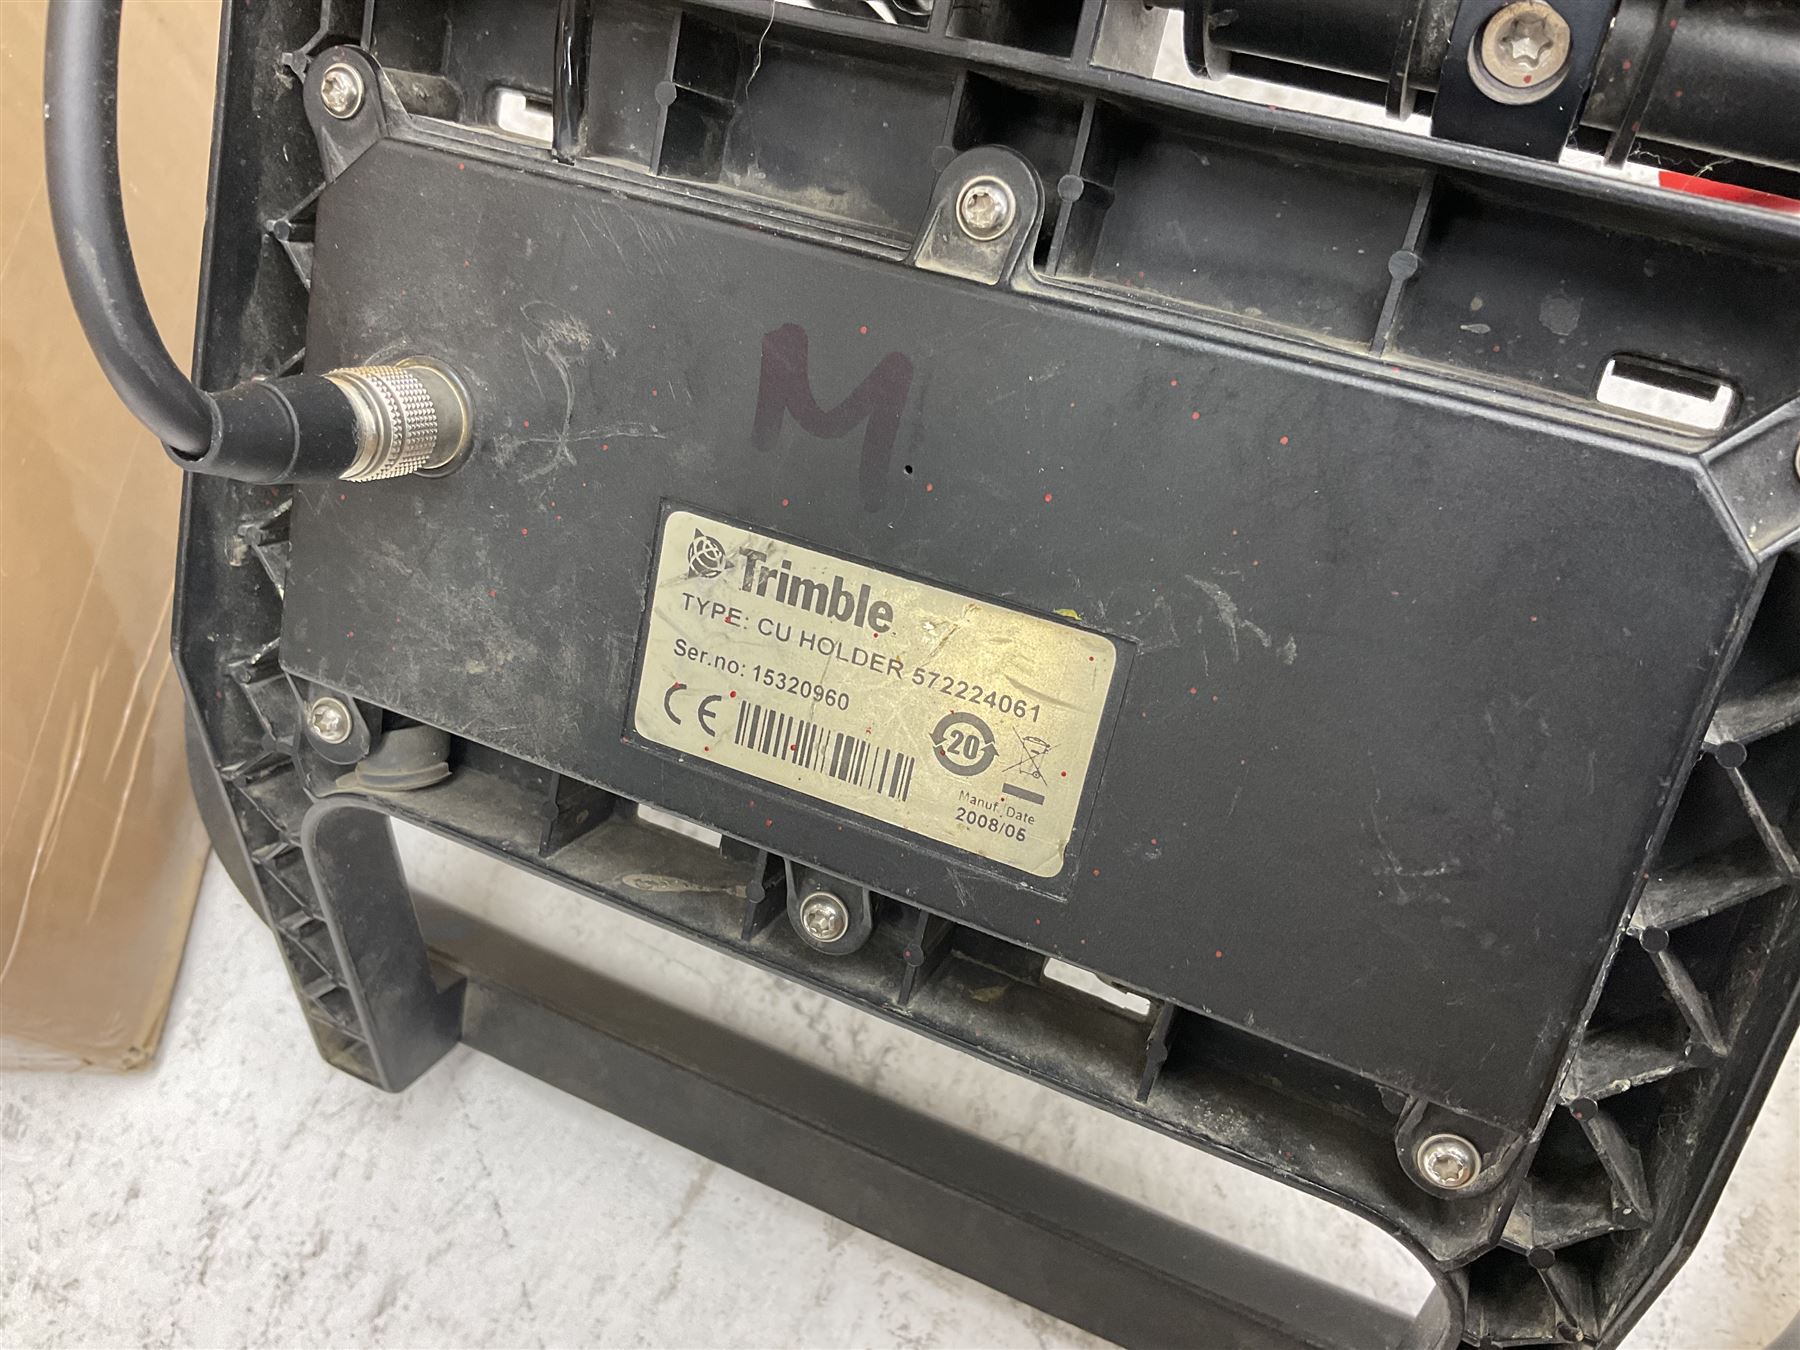 M
Trimble
TYPE: CU HOLDER 572224061
Ser.no: 15320960
CE
20
Manuf. Date
2008/05